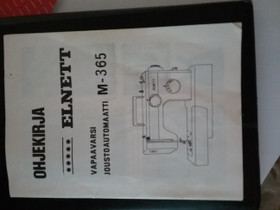 OHJEKIRJA
ELNETT
VAPAAVARSI
JOUSTOAUTOMAATTI M-365